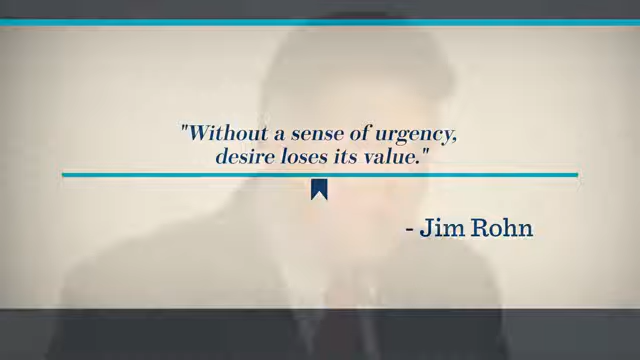 "Without a sense of urgency,
desire loses its value."
- Jim Rohn